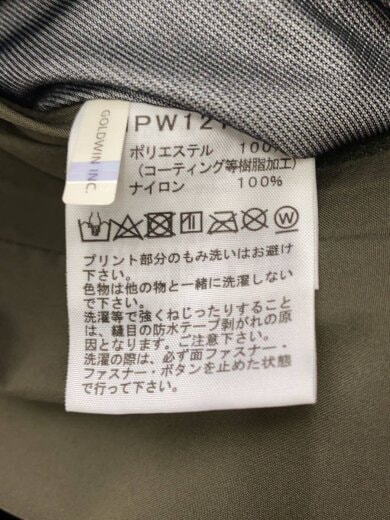 GOLDWIN INC.
PW121
ポリエステル 100%
(コーティング等樹脂加工)
ナイロン 100%
プリント部分のもみ洗いはお避け
下さい。
色物は他の物と一緒に洗濯しない
で下さい。
洗濯等で強くねじったりすること
は、縫目の防水テープ剥がれの原
因となります。ご注意下さい。
洗濯の際は、必ず面ファスナー・
ファスナー・ボタンを止めた状態
で行って下さい。